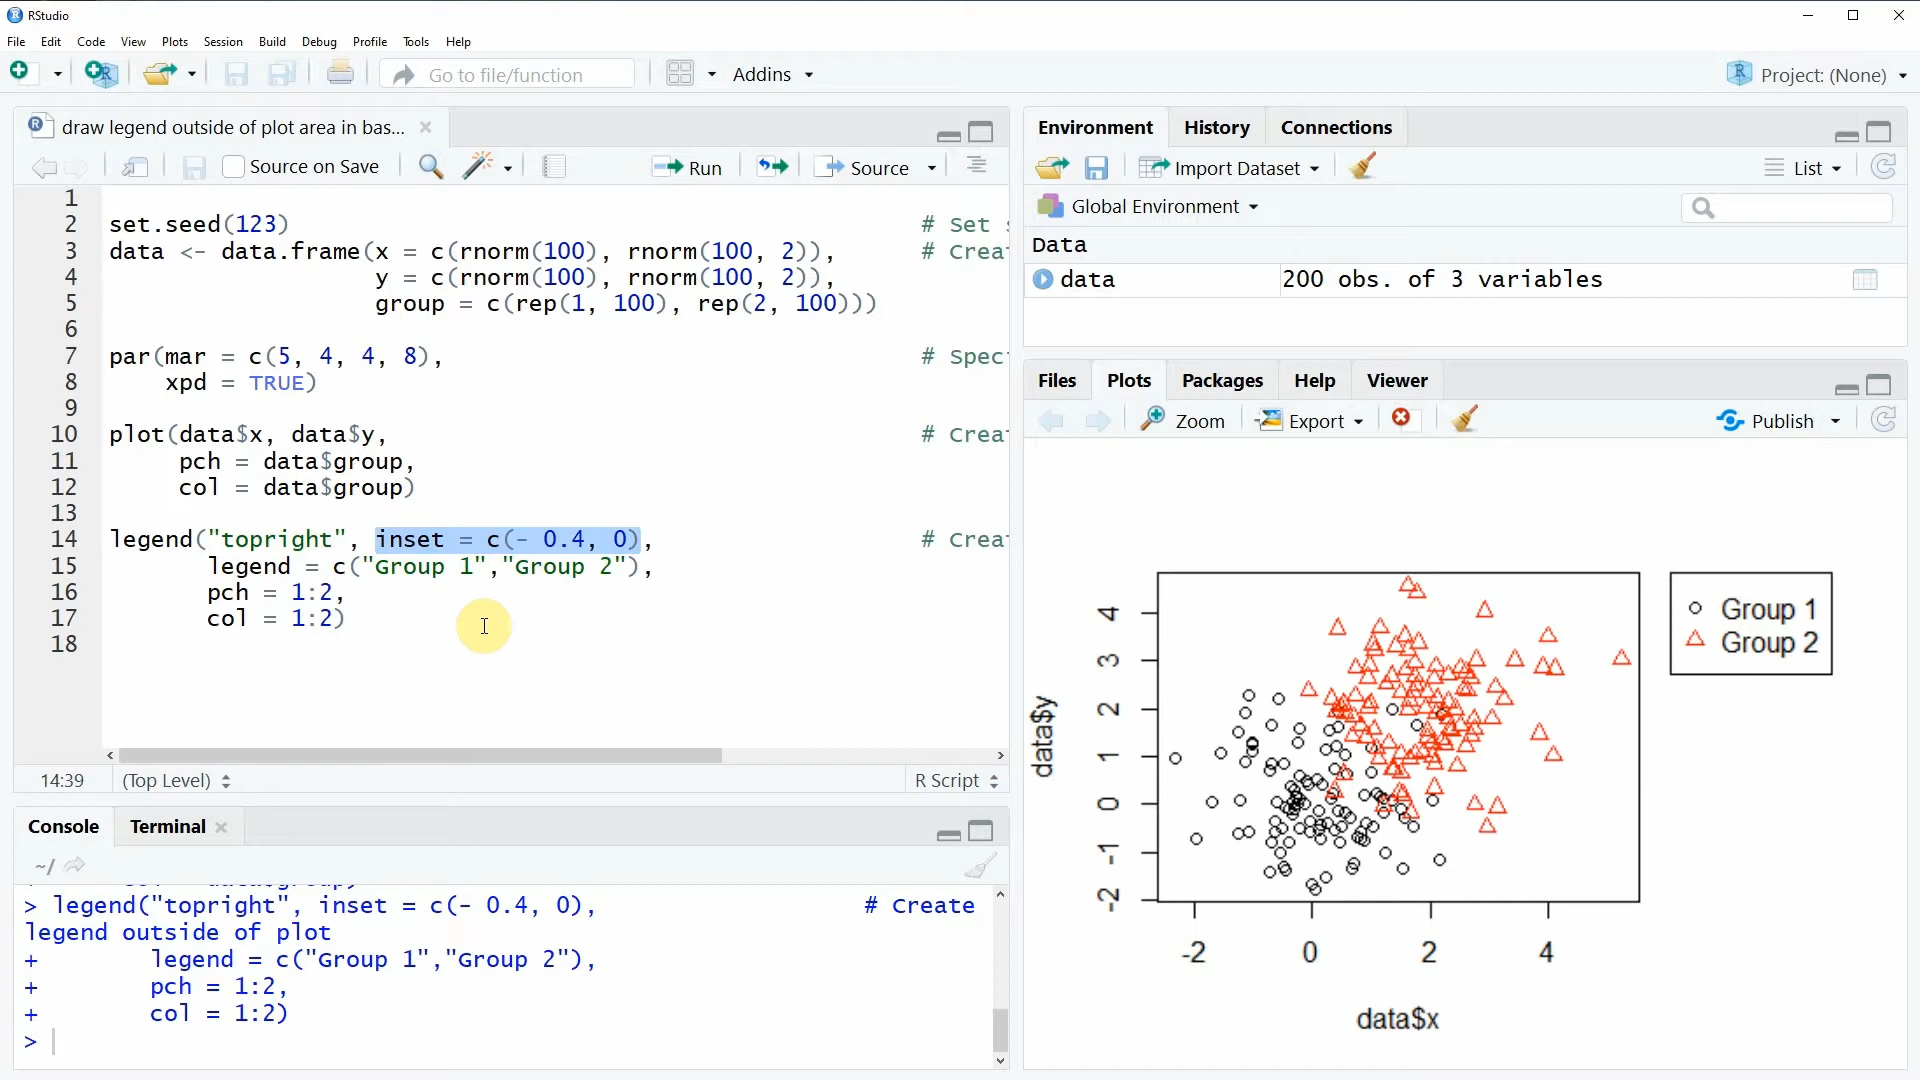 RStudio
File Edit Code View Plots Session Build Debug Profile Tools Help
Go to file/function
Addins
Project: (None)
draw legend outside of plot area in bas...
Source on Save
Run
Source
1
2 set.seed(123) # Set
3 data <- data.frame(x = c(rnorm(100), rnorm(100, 2)), # Crea
4 y = c(rnorm(100), rnorm(100, 2)),
5 group = c(rep(1, 100), rep(2, 100)))
6
7 par(mar = c(5, 4, 4, 8), # Spec
8 xpd = TRUE)
9
10 plot(data$x, data$y, # Crea
11 pch = data$group,
12 col = data$group)
13
14 legend("topright", inset = c(- 0.4, 0), # Crea
15 legend = c("Group 1","Group 2"),
16 pch = 1:2,
17 col = 1:2)
18
14:39 (Top Level) R Script
Console Terminal
~/
> legend("topright", inset = c(- 0.4, 0), # Create
legend outside of plot
+ legend = c("Group 1","Group 2"),
+ pch = 1:2,
+ col = 1:2)
>
Environment History Connections
Import Dataset
List
Global Environment
Data
data 200 obs. of 3 variables
Files Plots Packages Help Viewer
Zoom Export Publish
Group 1
Group 2
data$y
4
3
2
1
0
-1
-2
-2 0 2 4
data$x